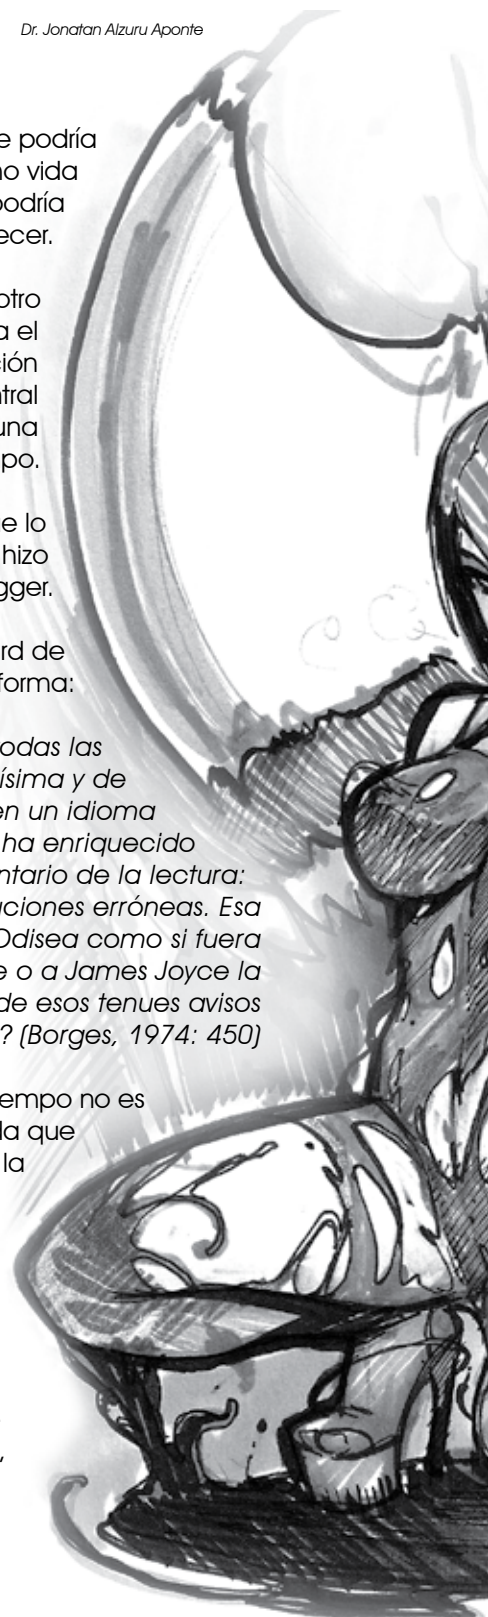 Dr. Jonatan Alzuru Aponte
e podría
no vida
podría
ecer.
otro
a el
ción
tral
una
po.
e lo
hizo
gger.
rd de
forma:
odas las
ísima y de
en un idioma
ha enriquecido
ntario de la lectura:
aciones erróneas. Esa
Odisea como si fuera
e o a James Joyce la
de esos tenues avisos
? (Borges, 1974: 450)
empo no es
da que
la